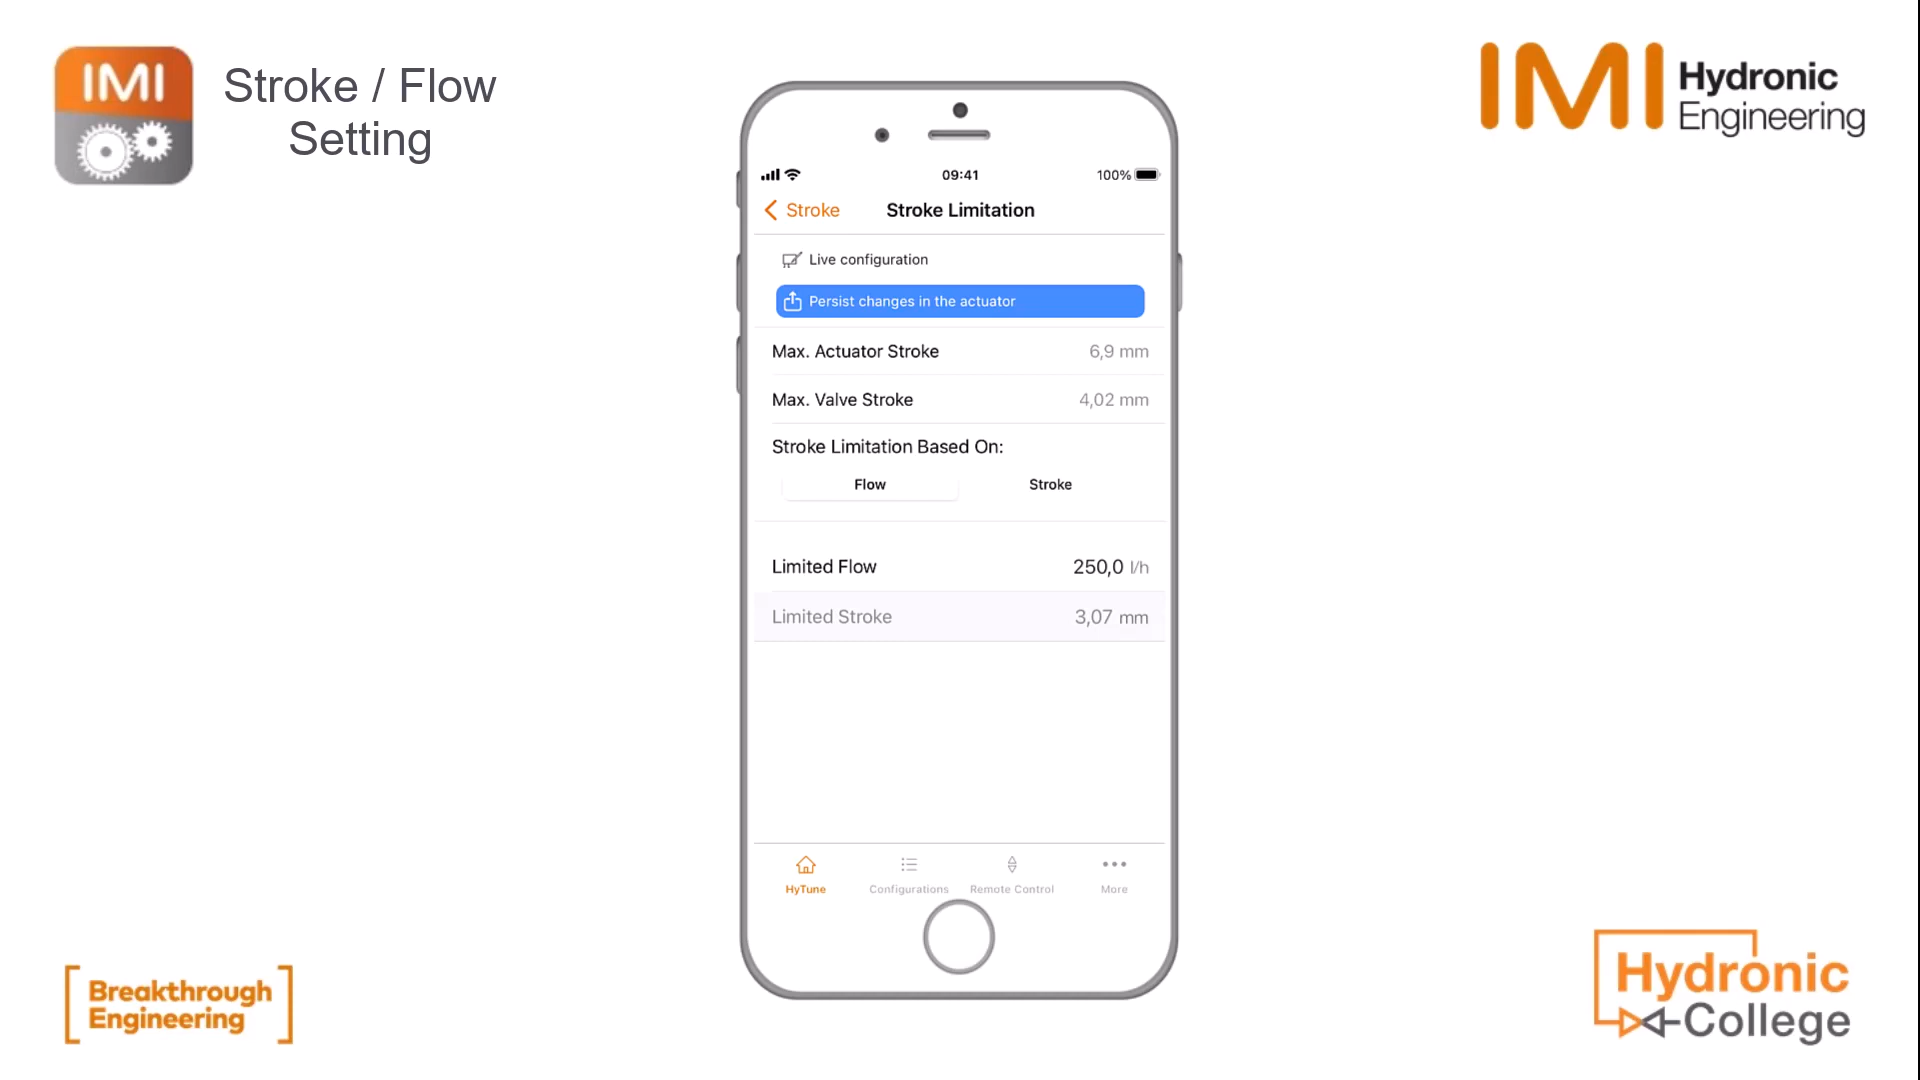 IMI
Stroke / Flow
Setting
IMI Hydronic
Engineering
09:41
100%
Stroke
Stroke Limitation
Live configuration
Persist changes in the actuator
Max. Actuator Stroke 6,9 mm
Max. Valve Stroke 4,02 mm
Stroke Limitation Based On:
Flow Stroke
Limited Flow 250,0 l/h
Limited Stroke 3,07 mm
HyTune Configurations Remote Control More
Breakthrough
Engineering
Hydronic
College